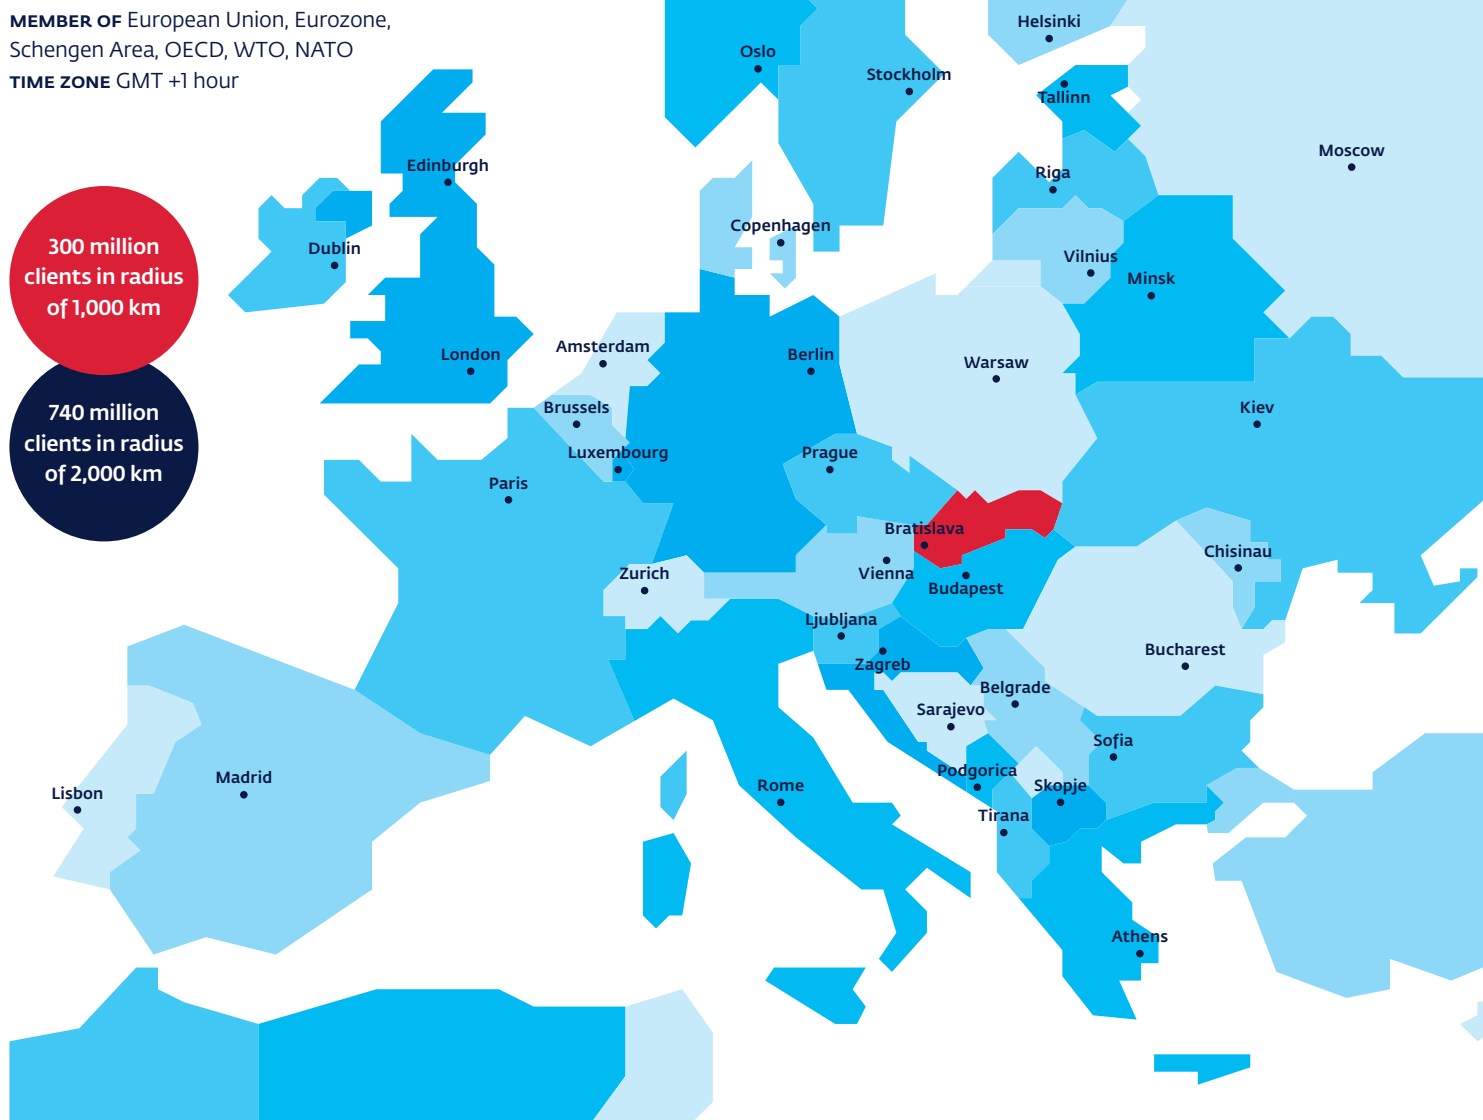 MEMBER OF European Union, Eurozone,
Schengen Area, OECD, WTO, NATO
TIME ZONE GMT +1 hour
Helsinki
Oslo
Stockholm
Tallinn
Moscow
Edinburgh
Riga
300 million
clients in radius
of 1,000 km
Copenhagen
Dublin
Vilnius
Minsk
London
Amsterdam
Berlin
Warsaw
740 million
clients in radius
of 2,000 km
Brussels
Kiev
Luxembourg
Prague
Paris
Bratislava
Chisinau
Zurich
Vienna
Budapest
Ljubljana
Zagreb
Bucharest
Belgrade
Sarajevo
Sofia
Podgorica
Madrid
Lisbon
Rome
Skopje
Tirana
Athens